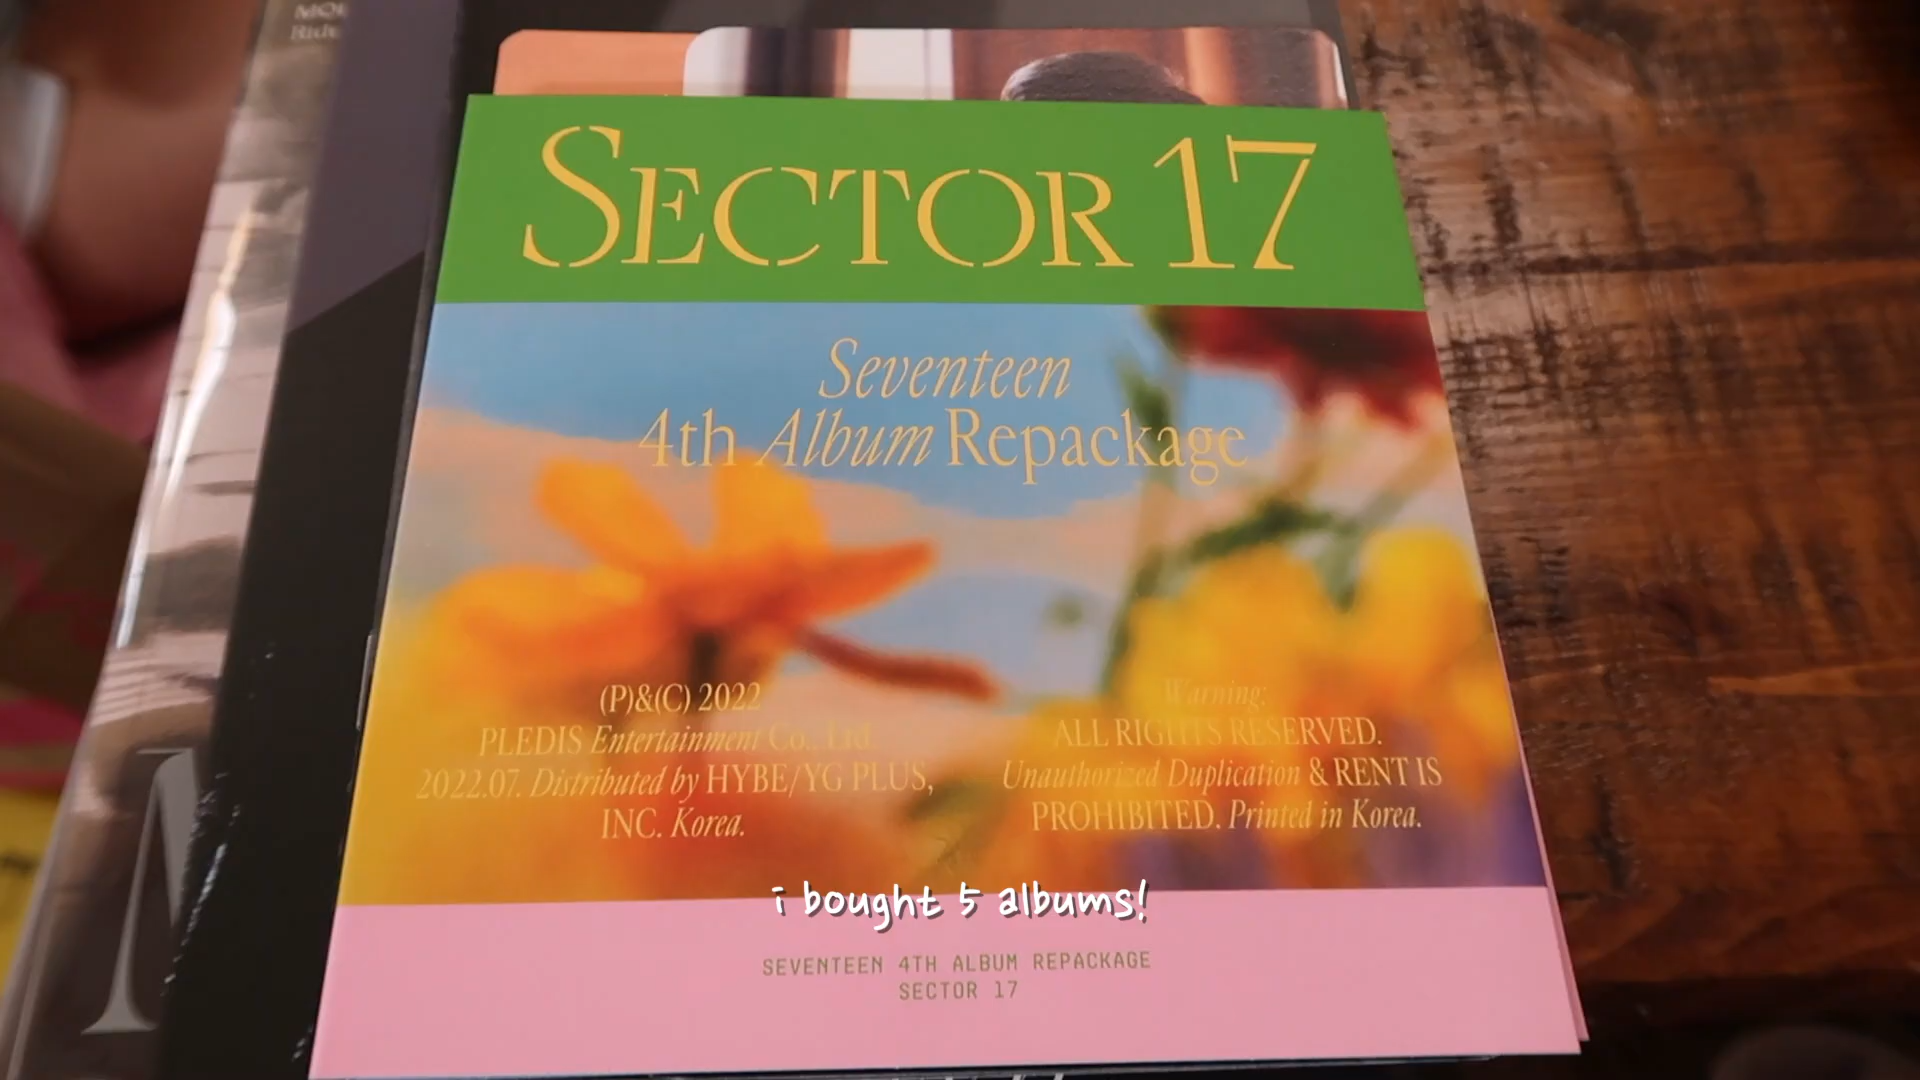 SECTOR 17
Seventeen
4th Album Repackage
(P)&(C) 2022
PLEDIS Entertainment Co., Ltd.
2022.07. Distributed by HYBE/YG PLUS,
INC. Korea.
Warning:
ALL RIGHTS RESERVED.
Unauthorized Duplication & RENT IS
PROHIBITED. Printed in Korea.
i bought 5 albums!
SEVENTEEN 4TH ALBUM REPACKAGE
SECTOR 17